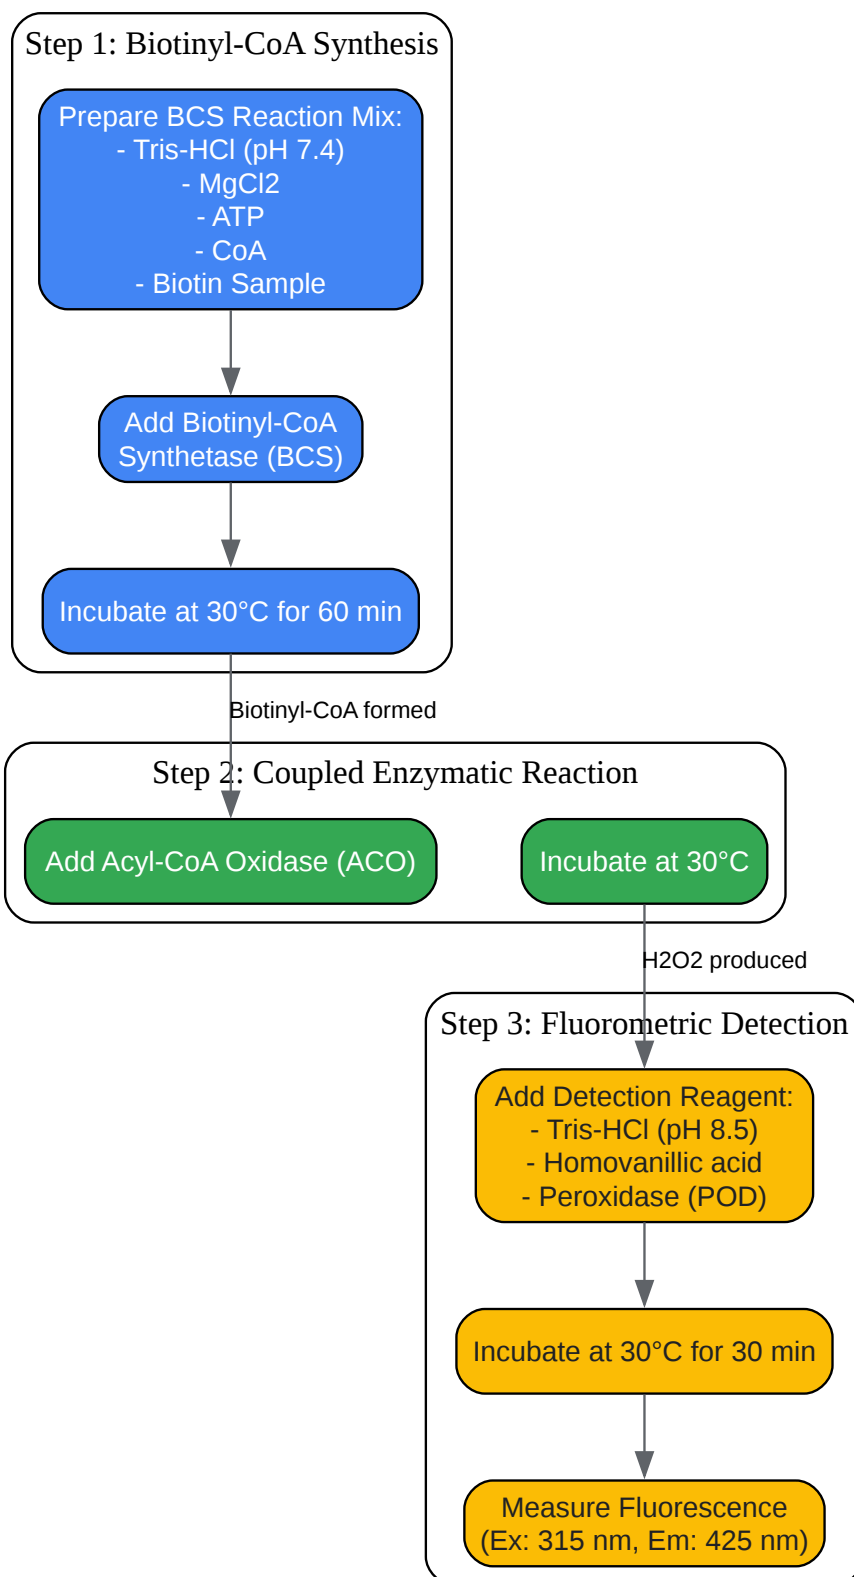 Step 1: Biotinyl-CoA Synthesis
Prepare BCS Reaction Mix:
- Tris-HCl (pH 7.4)
- MgCl2
- ATP
- CoA
- Biotin Sample
Add Biotinyl-CoA
Synthetase (BCS)
Incubate at 30°C for 60 min
Biotinyl-CoA formed
Step 2: Coupled Enzymatic Reaction
Add Acyl-CoA Oxidase (ACO)
Incubate at 30°C
H2O2 produced
Step 3: Fluorometric Detection
Add Detection Reagent:
- Tris-HCl (pH 8.5)
- Homovanillic acid
- Peroxidase (POD)
Incubate at 30°C for 30 min
Measure Fluorescence
(Ex: 315 nm, Em: 425 nm)